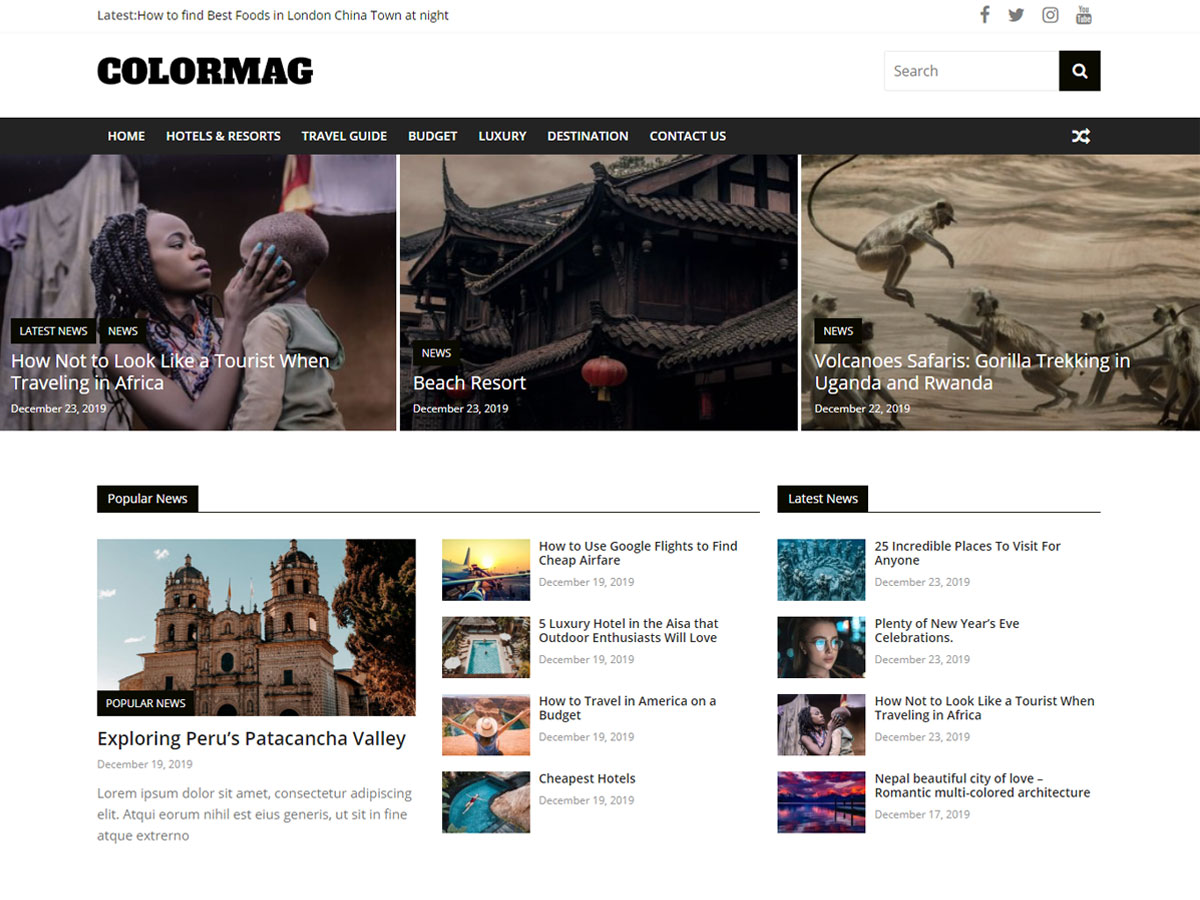 Latest:How to find Best Foods in London China Town at night
You
Tube
COLORMAG
Search
HOME HOTELS & RESORTS TRAVEL GUIDE BUDGET LUXURY DESTINATION CONTACT US
LATEST NEWS NEWS
How Not to Look Like a Tourist When
Traveling in Africa
December 23, 2019
NEWS
Beach Resort
December 23, 2019
NEWS
Volcanoes Safaris: Gorilla Trekking in
Uganda and Rwanda
December 22, 2019
Popular News
POPULAR NEWS
Exploring Peru’s Patacancha Valley
December 19, 2019
Lorem ipsum dolor sit amet, consectetur adipiscing
elit. Atqui eorum nihil est eius generis, ut sit in fine
atque extrerno
How to Use Google Flights to Find
Cheap Airfare
December 19, 2019
5 Luxury Hotel in the Aisa that
Outdoor Enthusiasts Will Love
December 19, 2019
How to Travel in America on a
Budget
December 19, 2019
Cheapest Hotels
December 19, 2019
Latest News
25 Incredible Places To Visit For
Anyone
December 23, 2019
Plenty of New Year’s Eve
Celebrations.
December 23, 2019
How Not to Look Like a Tourist When
Traveling in Africa
December 23, 2019
Nepal beautiful city of love –
Romantic multi-colored architecture
December 17, 2019